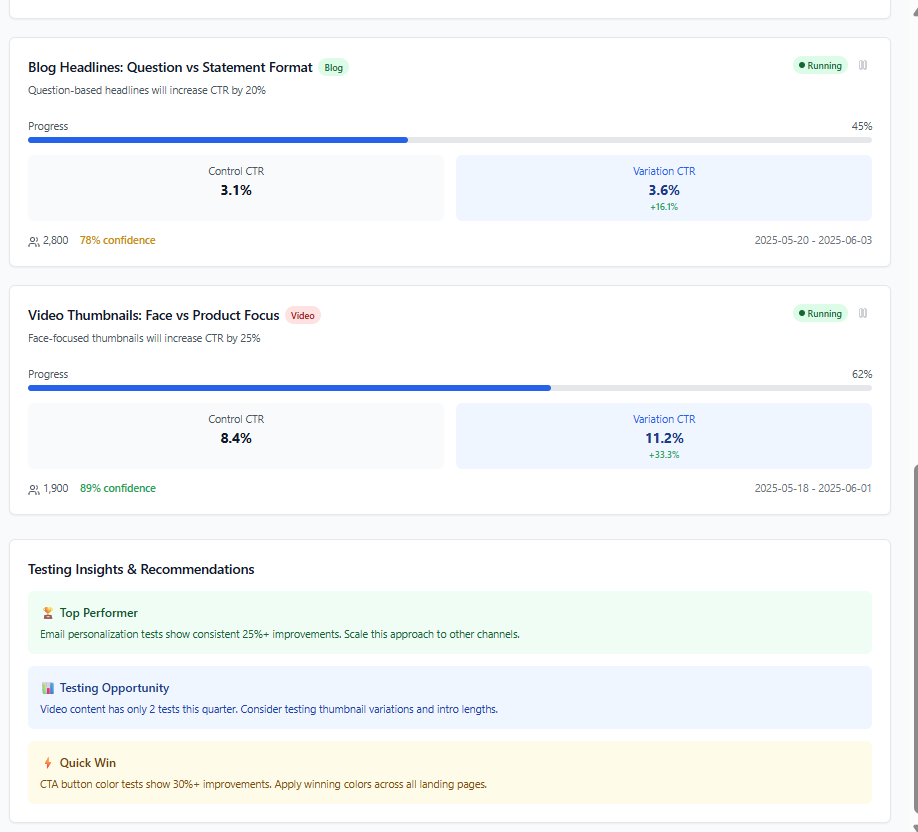 Blog Headlines: Question vs Statement Format Blog Running
Question-based headlines will increase CTR by 20%
Progress 45%
Control CTR Variation CTR
3.1% 3.6%
+16.1%
2,800 78% confidence 2025-05-20 - 2025-06-03
Video Thumbnails: Face vs Product Focus Video Running
Face-focused thumbnails will increase CTR by 25%
Progress 62%
Control CTR Variation CTR
8.4% 11.2%
+33.3%
1,900 89% confidence 2025-05-18 - 2025-06-01
Testing Insights & Recommendations
Top Performer
Email personalization tests show consistent 25%+ improvements. Scale this approach to other channels.
Testing Opportunity
Video content has only 2 tests this quarter. Consider testing thumbnail variations and intro lengths.
Quick Win
CTA button color tests show 30%+ improvements. Apply winning colors across all landing pages.